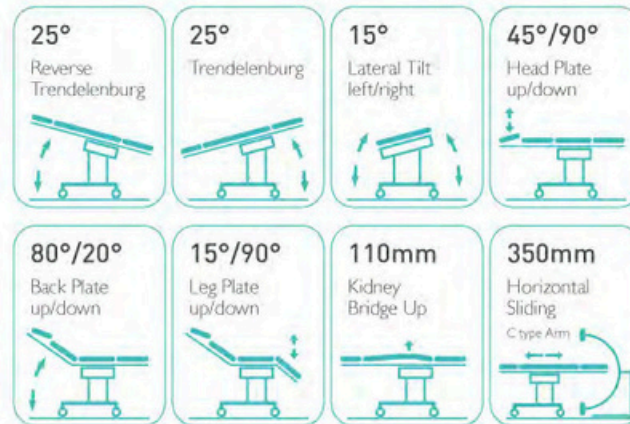 25°
Reverse
Trendelenburg
25°
Trendelenburg
15°
Lateral Tilt
left/right
45°/90°
Head Plate
up/down
80°/20°
Back Plate
up/down
15°/90°
Leg Plate
up/down
110mm
Kidney
Bridge Up
350mm
Horizontal
Sliding
C type Arm